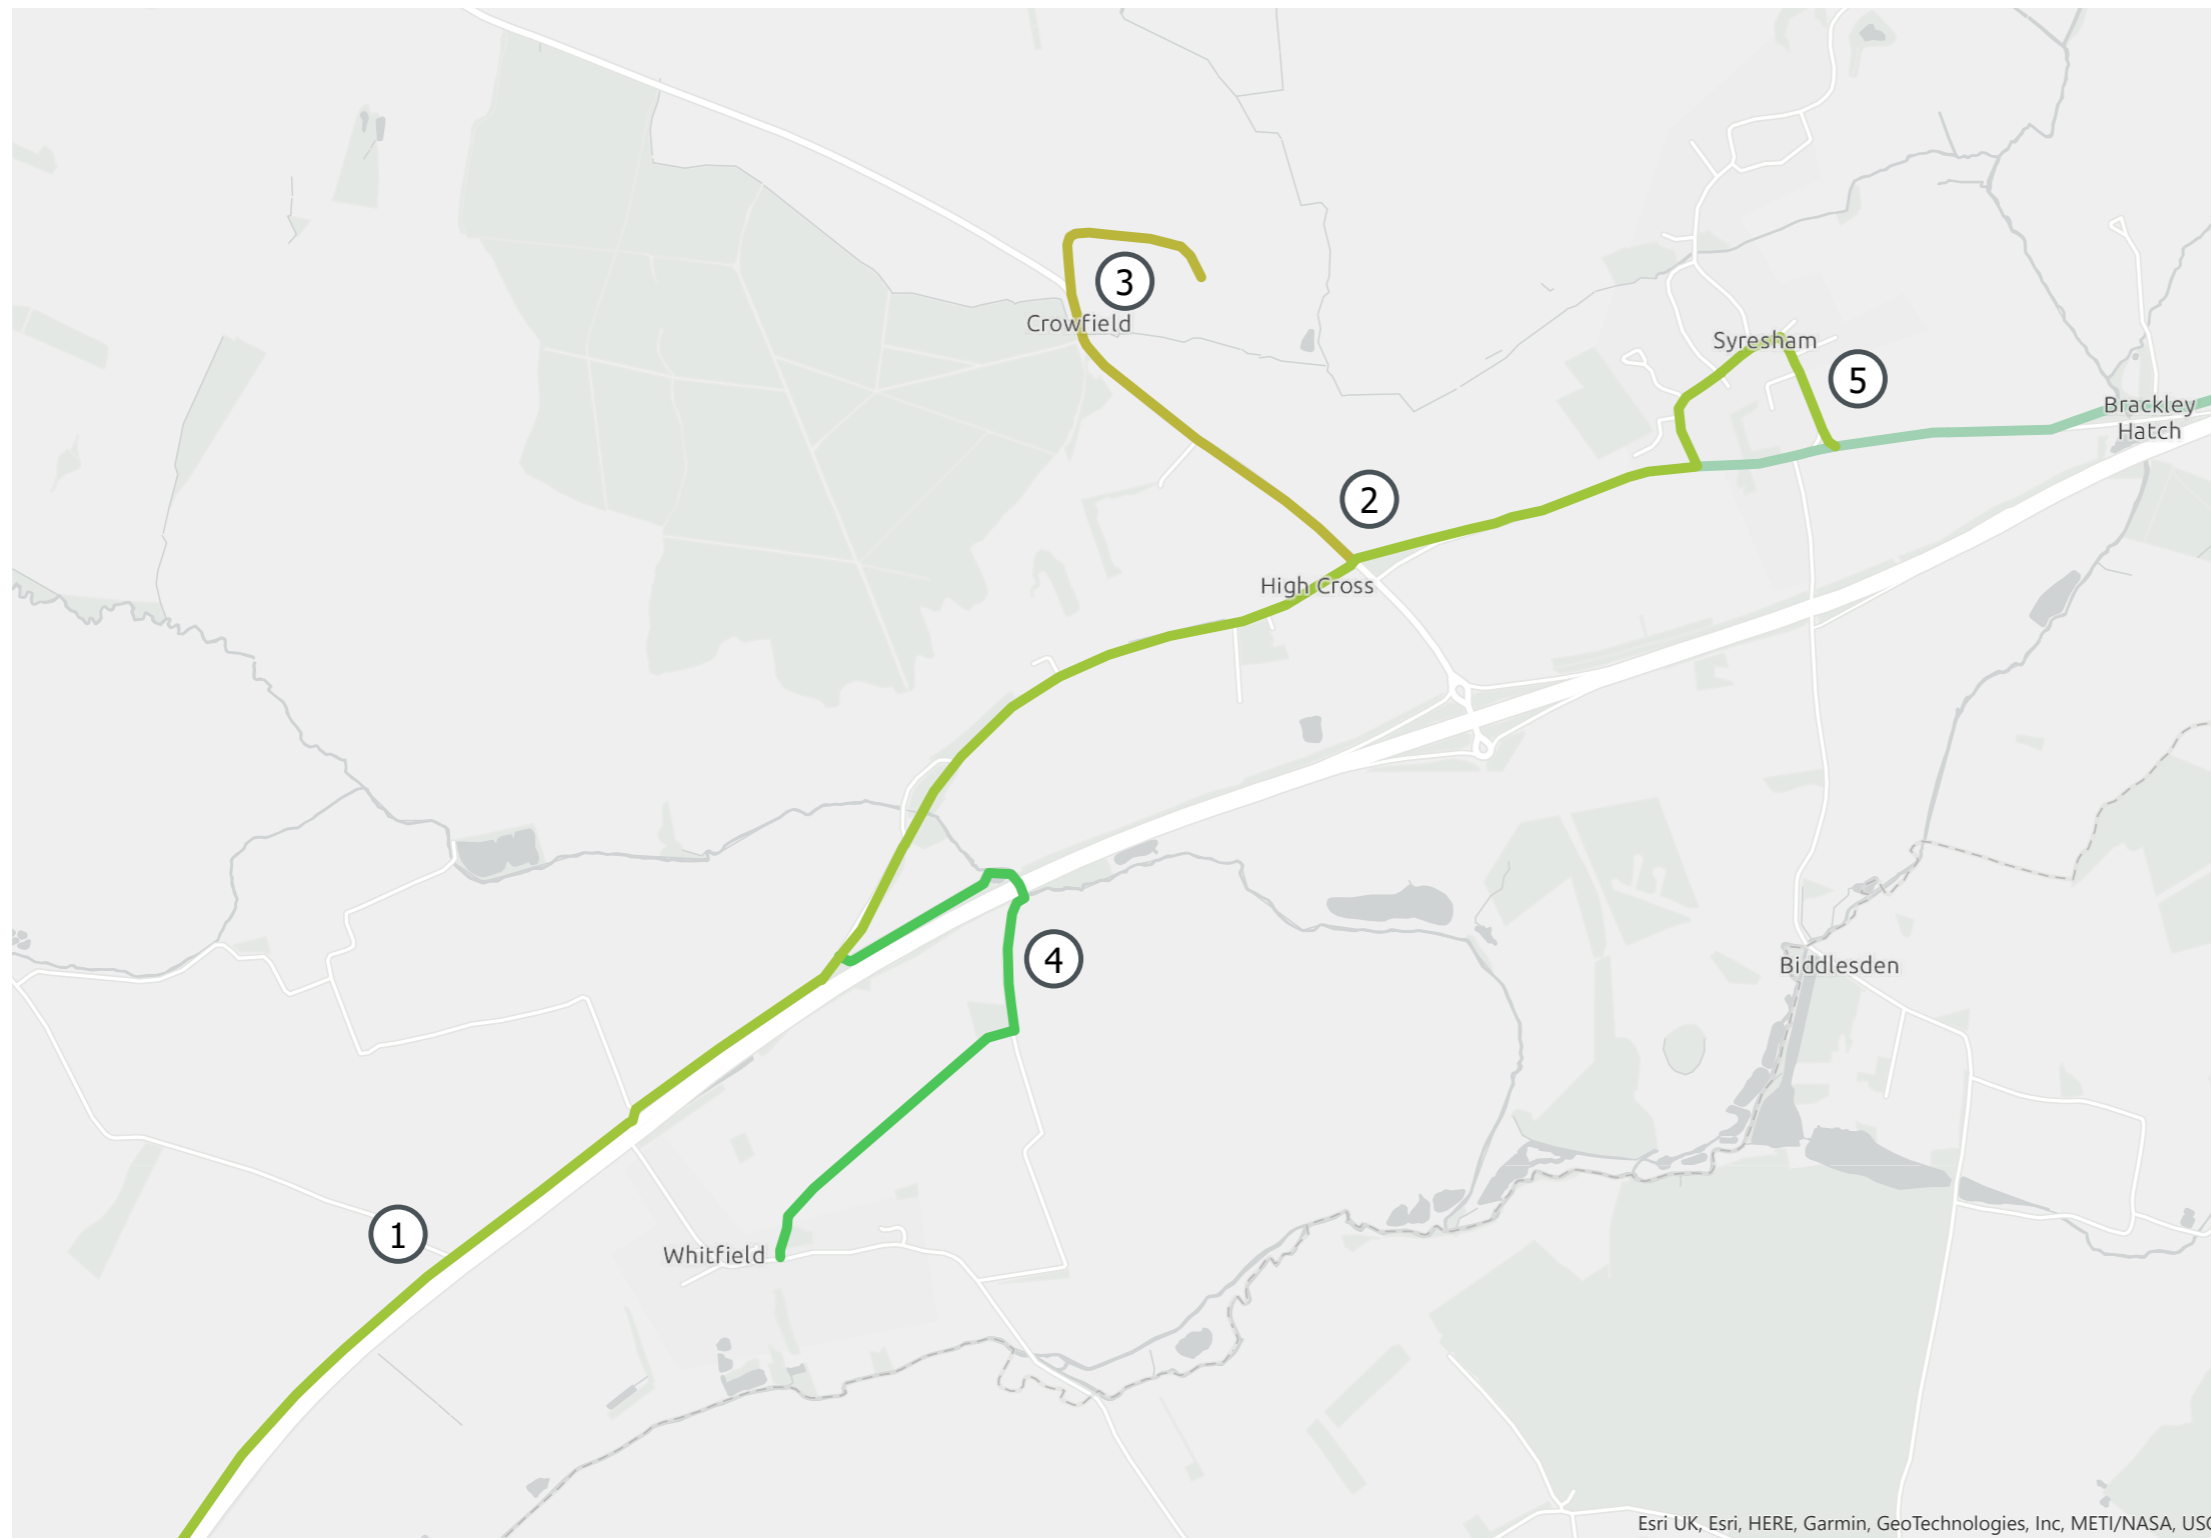 3
Crowfield
Syresham
5
Brackley
Hatch
2
High Cross
4
Biddlesden
1
Whitfield
Esri UK, Esri, HERE, Garmin, GeoTechnologies, Inc, METI/NASA, USG